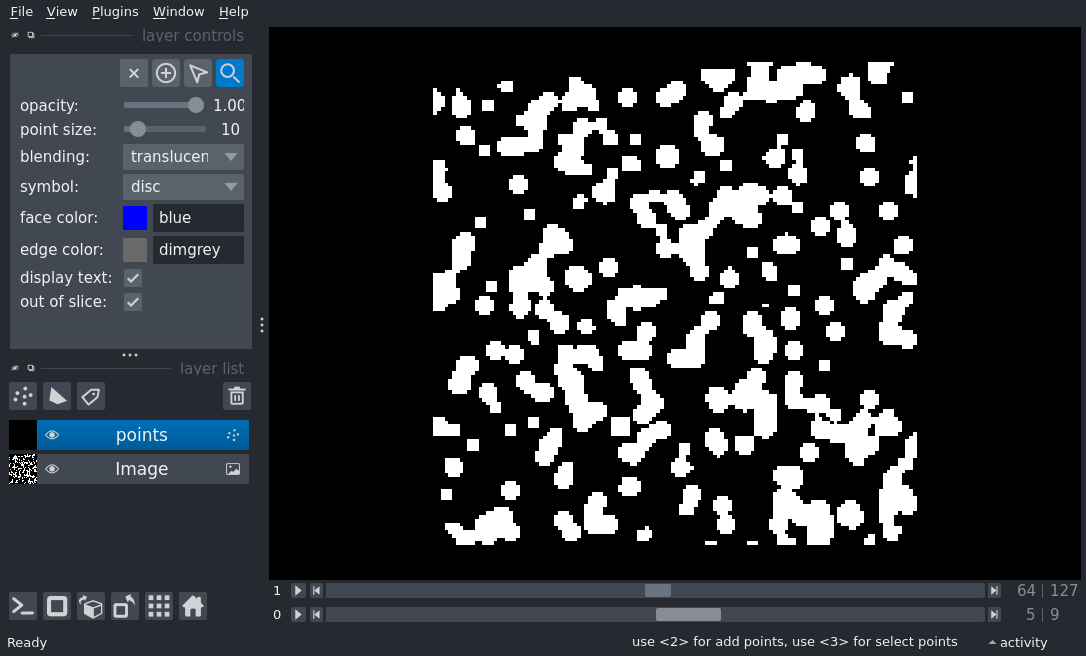 File View Plugins Window Help
layer controls
opacity: 1.00
point size: 10
blending: translucen
symbol: disc
face color: blue
edge color: dimgrey
display text:
out of slice:
layer list
points
Image
1 64 | 127
0 5 | 9
Ready use <2> for add points, use <3> for select points activity